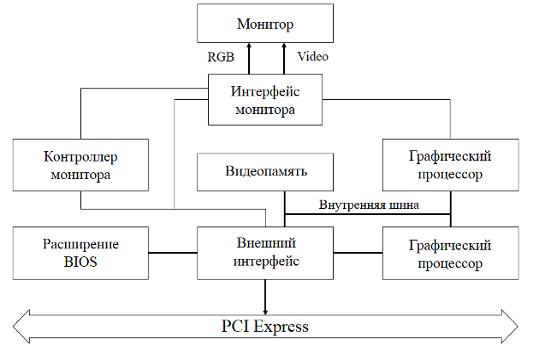 Монитор
RGB
Video
Интерфейс
монитора
Контроллер
монитора
Видеопамять
Графический
процессор
Внутренняя шина
Расширение
BIOS
Внешний
интерфейс
Графический
процессор
PCI Express